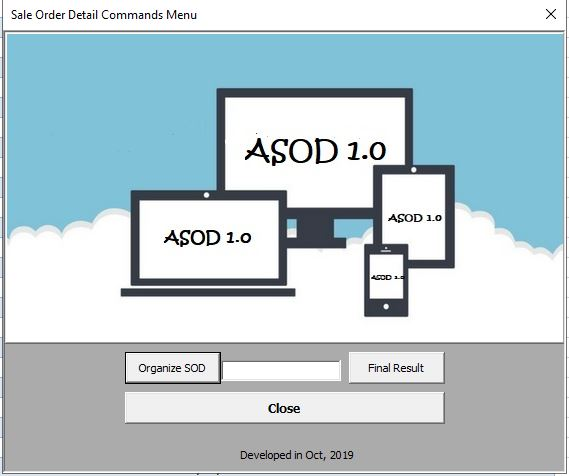 Sale Order Detail Commands Menu
ASOD 1.0
ASOD 1.0
ASOD 1.0
ASOD 1.0
Organize SOD
Final Result
Close
Developed in Oct, 2019